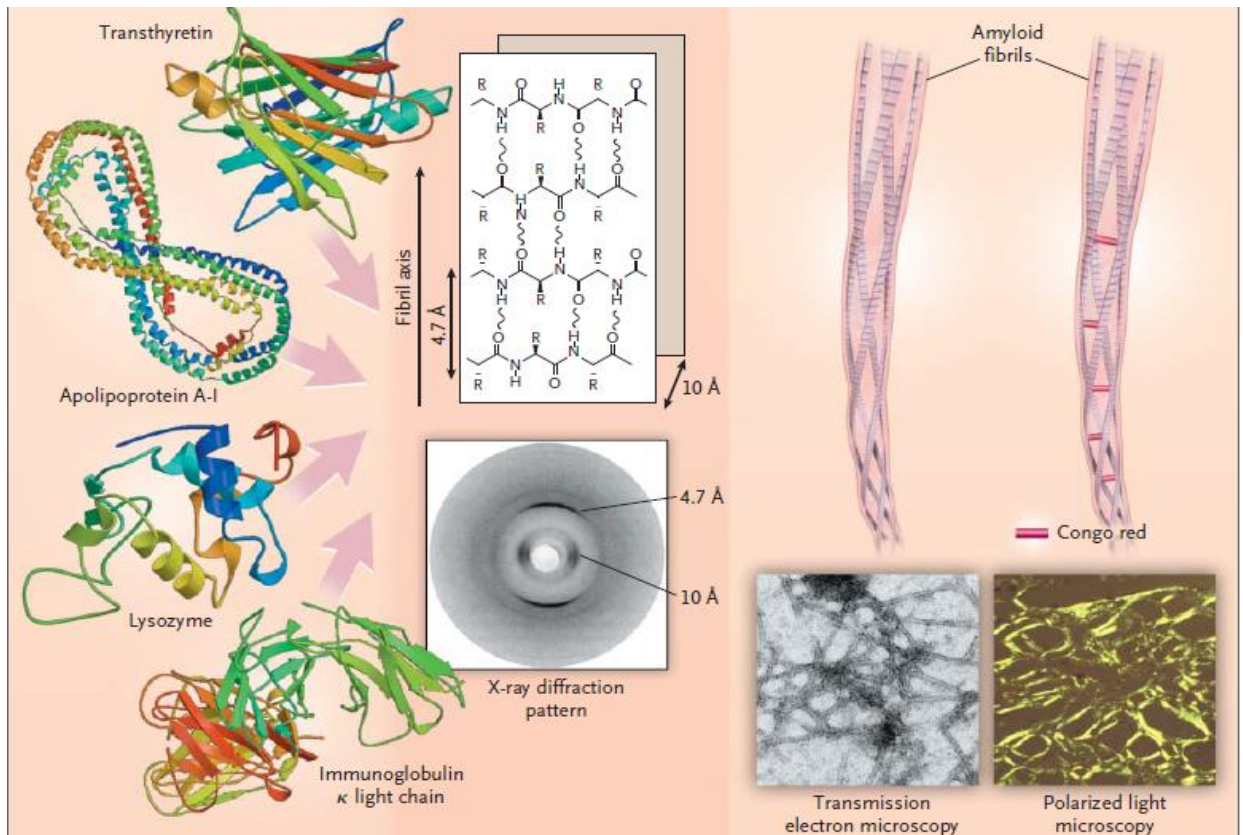 Transthyretin
Apolipoprotein A-I
Lysozyme
Immunoglobulin
κ light chain
Fibril axis
4.7 Å
R O H R O
N N N
H R O H
O R H O
N
R H O R
N
O H
R N R O
N N
H R O H
O R H O
N N
R H O R
10 Å
4.7 Å
10 Å
X-ray diffraction
pattern
Amyloid
fibrils
Congo red
Transmission
electron microscopy
Polarized light
microscopy